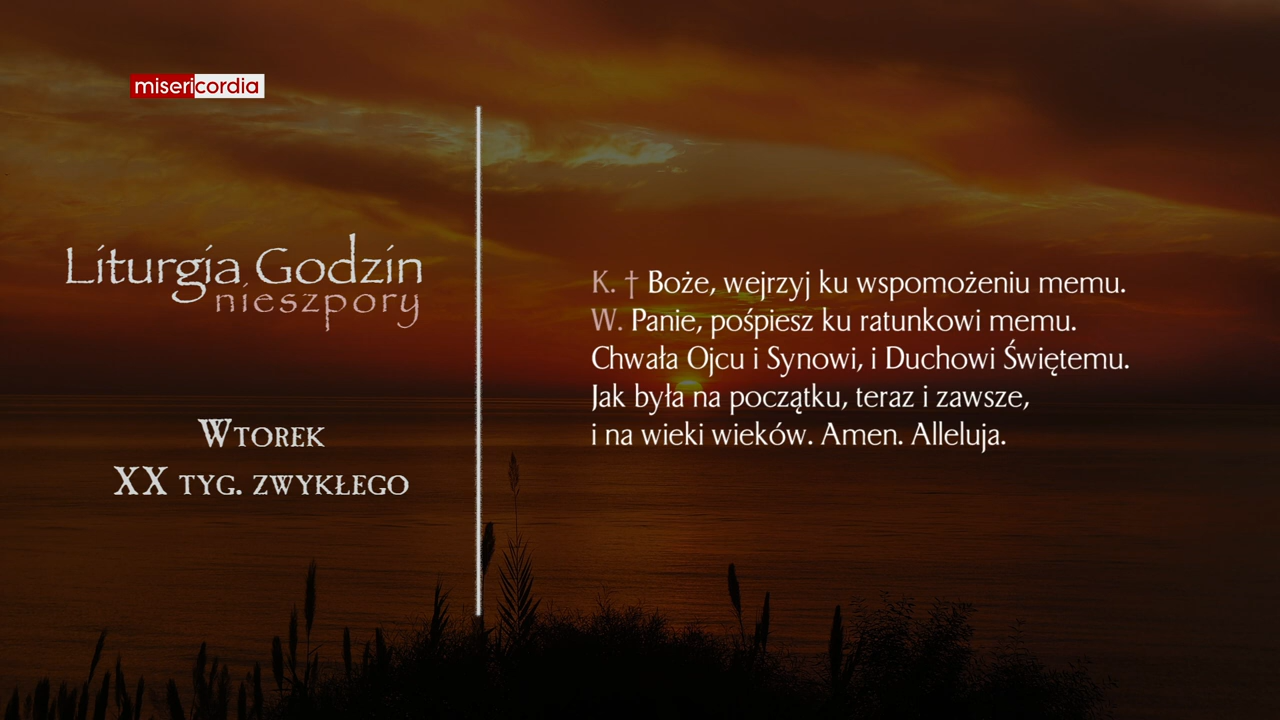 misericordia
Liturgia Godzin
nieszpory
Wtorek
XX tyg. zwykłego
K. † Boże, wejrzyj ku wspomożeniu memu.
W. Panie, pośpiesz ku ratunkowi memu.
Chwała Ojcu i Synowi, i Duchowi Świętemu.
Jak była na początku, teraz i zawsze,
i na wieki wieków. Amen. Alleluja.